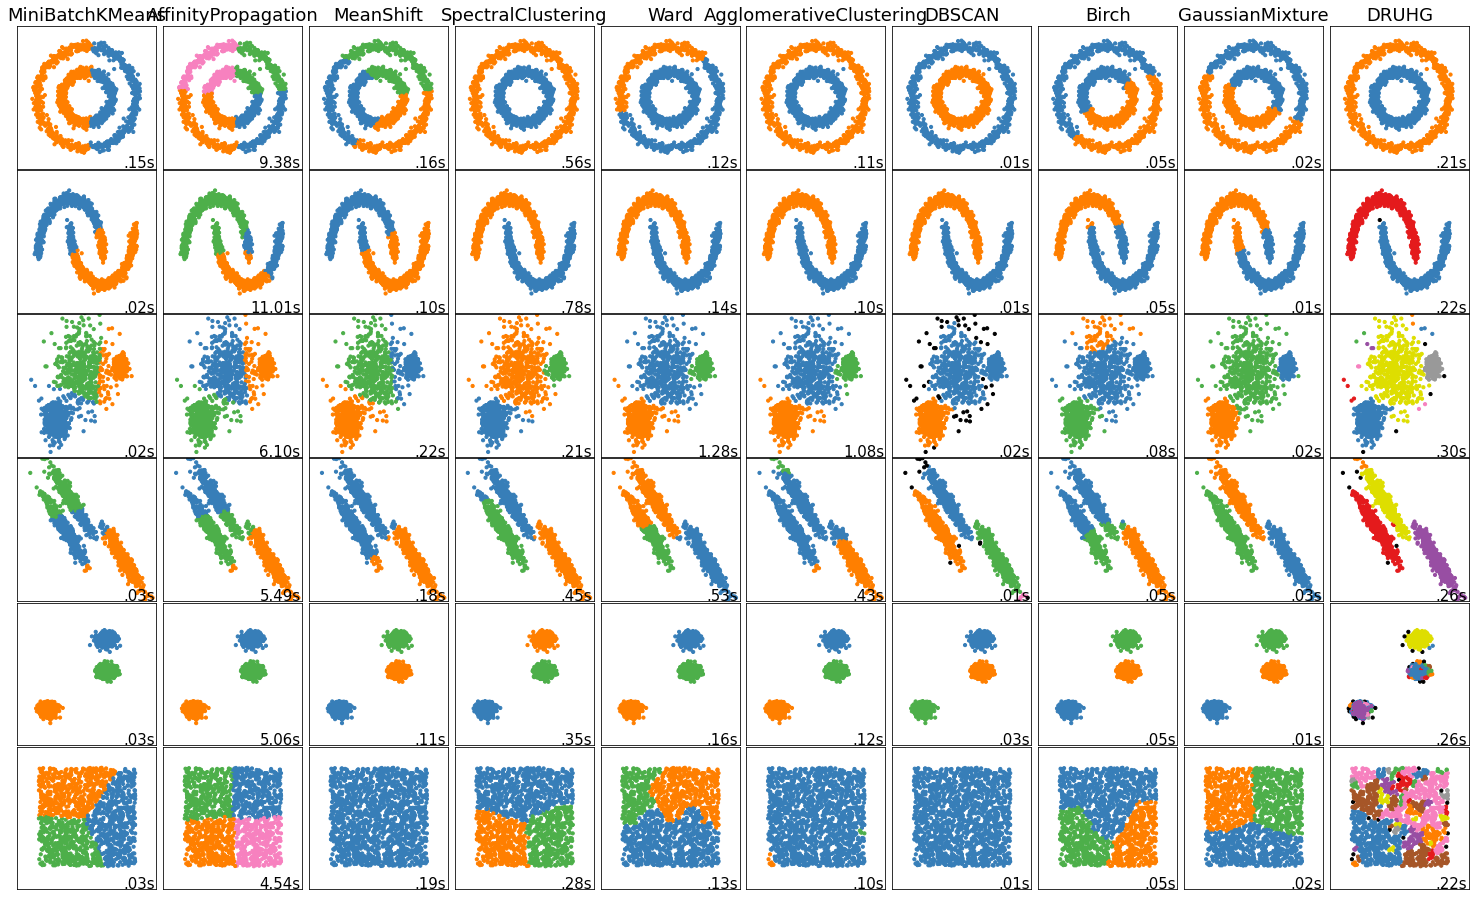 MiniBatchKMeans AffinityPropagation MeanShift SpectralClustering Ward AgglomerativeClustering DBSCAN Birch GaussianMixture DRUHG
.15s 9.38s .16s .56s .12s .11s .01s .05s .02s .21s
.02s 11.01s .10s .78s .14s .10s .01s .05s .01s .22s
.02s 6.10s .22s .21s 1.28s 1.08s .02s .08s .02s .30s
.03s 5.49s .18s .45s .53s .43s .01s .05s .03s .26s
.03s 5.06s .11s .35s .16s .12s .03s .05s .01s .26s
.03s 4.54s .19s .28s .13s .10s .01s .05s .02s .22s